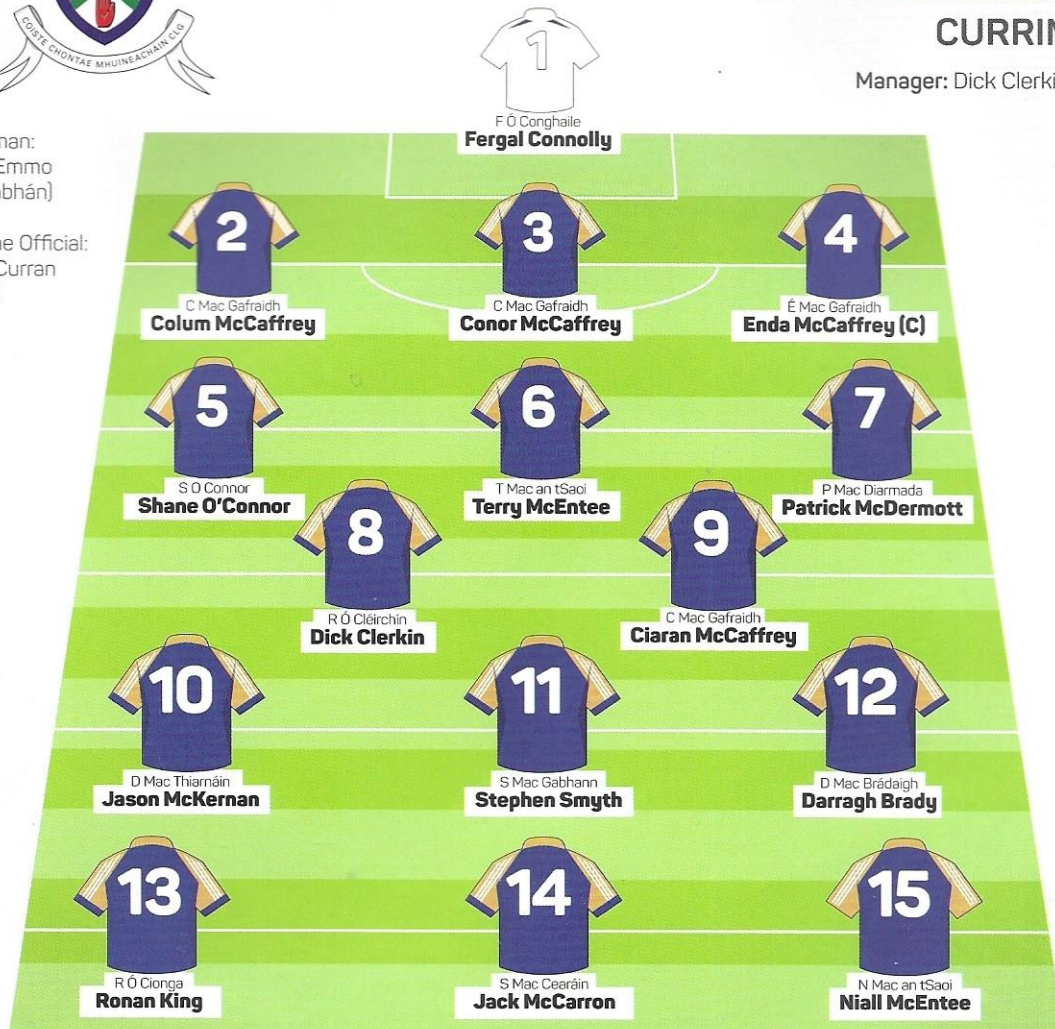 COISTE CHONTAE MHUINEACHAIN CLG
CURRIN
Manager: Dick Clerki
man:
Emmo
bhán)
ne Official:
Curran
1
F Ó Conghaile
Fergal Connolly
2
3
4
C Mac Gafraidh
Colum McCaffrey
C Mac Gafraidh
Conor McCaffrey
É Mac Gafraidh
Enda McCaffrey (C)
5
6
7
S O Connor
Shane O'Connor
T Mac an tSaoi
Terry McEntee
P Mac Diarmada
Patrick McDermott
8
9
R Ó Cléirchín
Dick Clerkin
C Mac Gafraidh
Ciaran McCaffrey
10
11
12
D Mac Thiarnáin
Jason McKernan
S Mac Gabhann
Stephen Smyth
D Mac Brádaigh
Darragh Brady
13
14
15
R Ó Cionga
Ronan King
S Mac Cearáin
Jack McCarron
N Mac an tSaoi
Niall McEntee